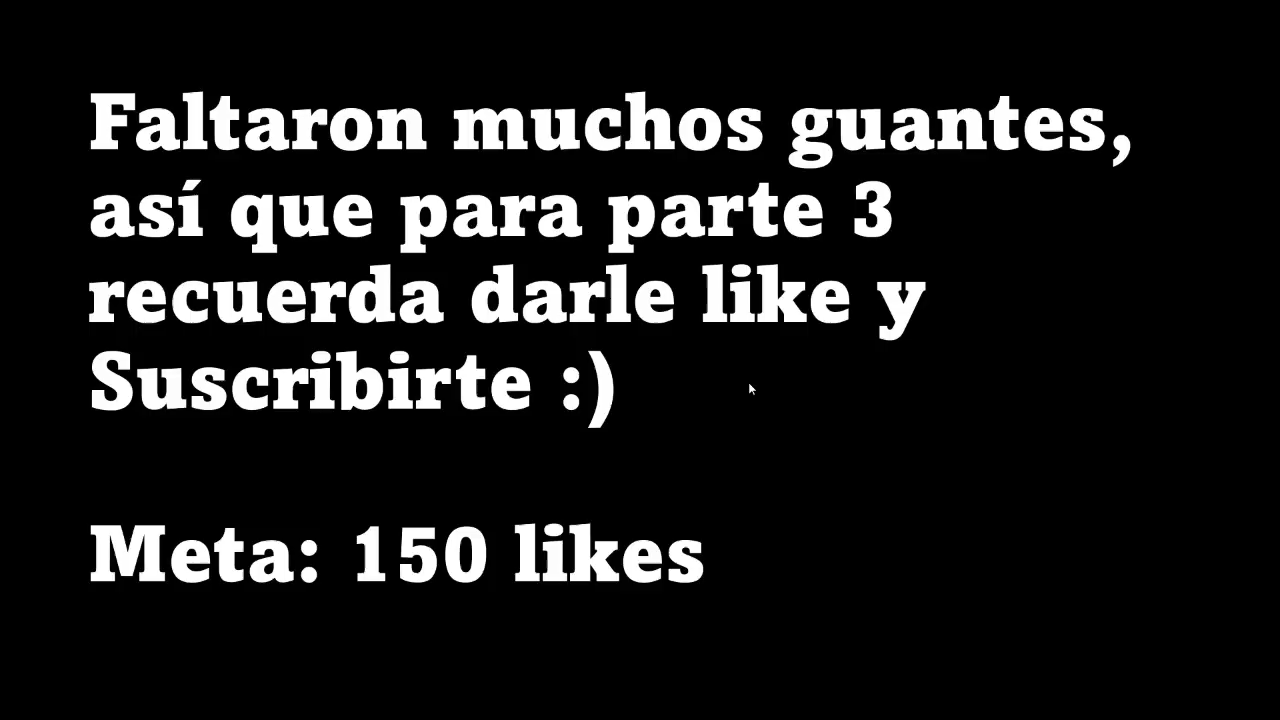 Faltaron muchos guantes,
así que para parte 3
recuerda darle like y
Suscribirte :)
Meta: 150 likes